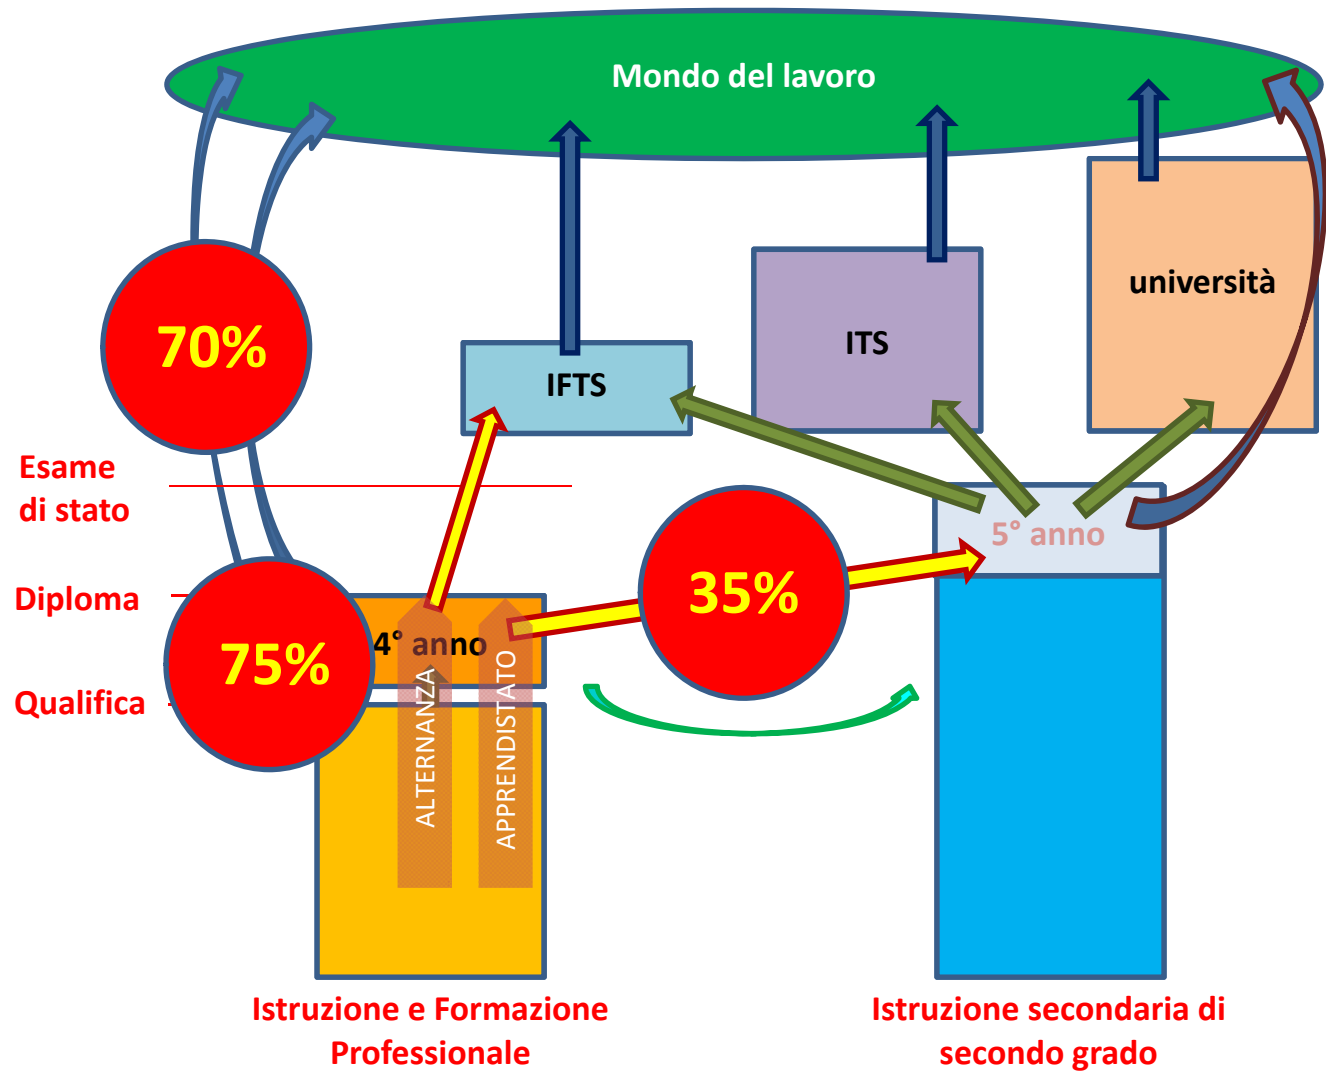 Mondo del lavoro
università
70%
ITS
IFTS
Esame
di stato
5° anno
35%
Diploma
4° anno
75%
Qualifica
ALTERNANZA
APPRENDISTATO
Istruzione e Formazione
Professionale
Istruzione secondaria di
secondo grado